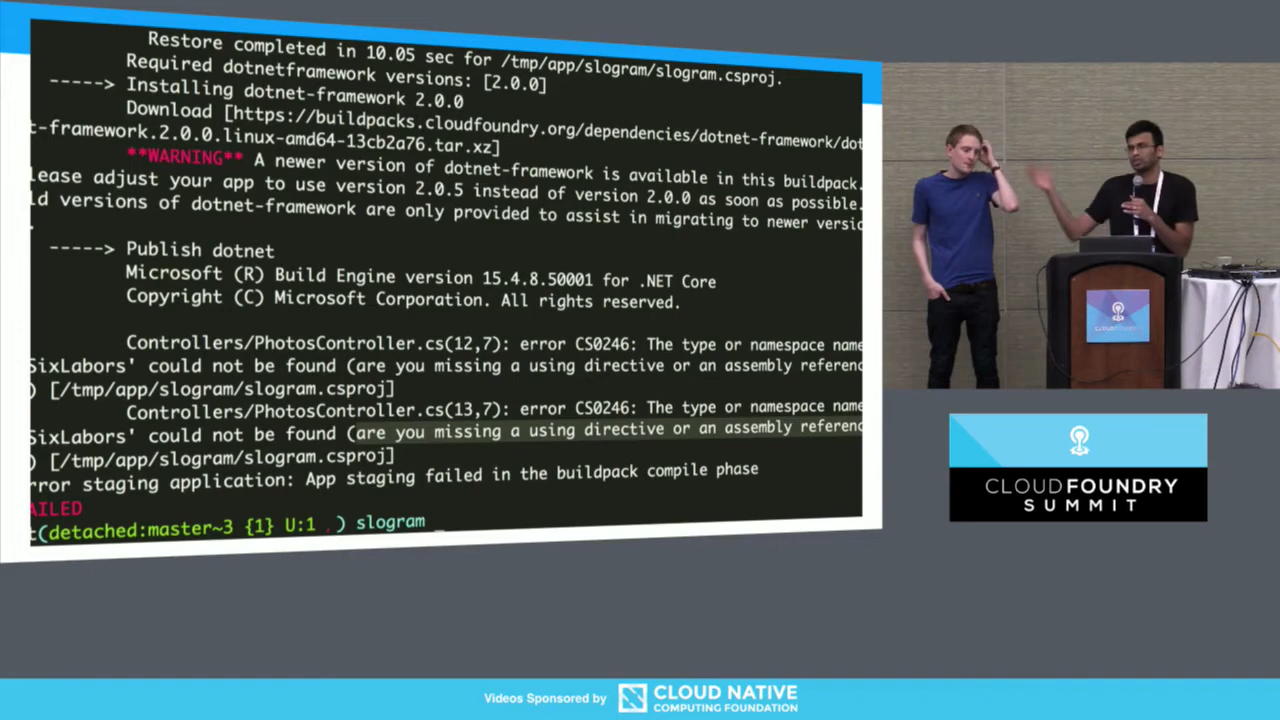 Restore completed in 10.05 sec for /tmp/app/slogram/slogram.csproj.
Required dotnetframework versions: [2.0.0]
-----> Installing dotnet-framework 2.0.0
Download [https://buildpacks.cloudfoundry.org/dependencies/dotnet-framework/dot
t-framework.2.0.0.linux-amd64-13cb2a76.tar.xz]
**WARNING** A newer version of dotnet-framework is available in this buildpack.
lease adjust your app to use version 2.0.5 instead of version 2.0.0 as soon as possible.
ld versions of dotnet-framework are only provided to assist in migrating to newer versio
.
-----> Publish dotnet
Microsoft (R) Build Engine version 15.4.8.50001 for .NET Core
Copyright (C) Microsoft Corporation. All rights reserved.
Controllers/PhotosController.cs(12,7): error CS0246: The type or namespace name
SixLabors' could not be found (are you missing a using directive or an assembly referenc
) [/tmp/app/slogram/slogram.csproj]
Controllers/PhotosController.cs(13,7): error CS0246: The type or namespace name
SixLabors' could not be found (are you missing a using directive or an assembly referenc
) [/tmp/app/slogram/slogram.csproj]
rror staging application: App staging failed in the buildpack compile phase
AILED
t(detached:master~3 {1} U:1 .) slogram _
CLOUDFOUNDRY
SUMMIT
Videos Sponsored by
CLOUD NATIVE
COMPUTING FOUNDATION